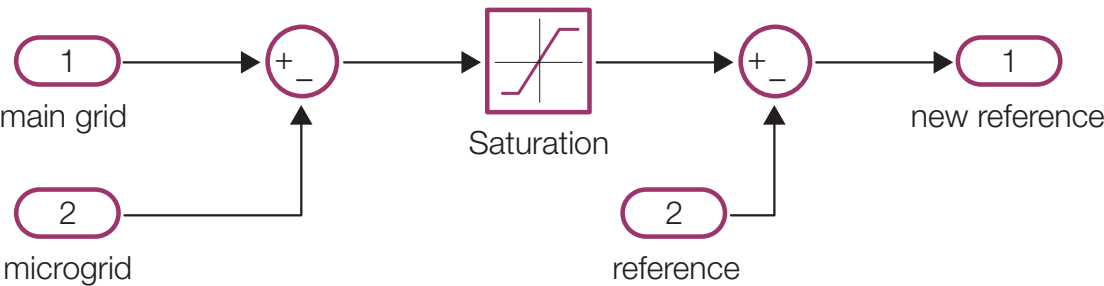 1
+
−
+
−
1
main grid
new reference
Saturation
2
2
microgrid
reference